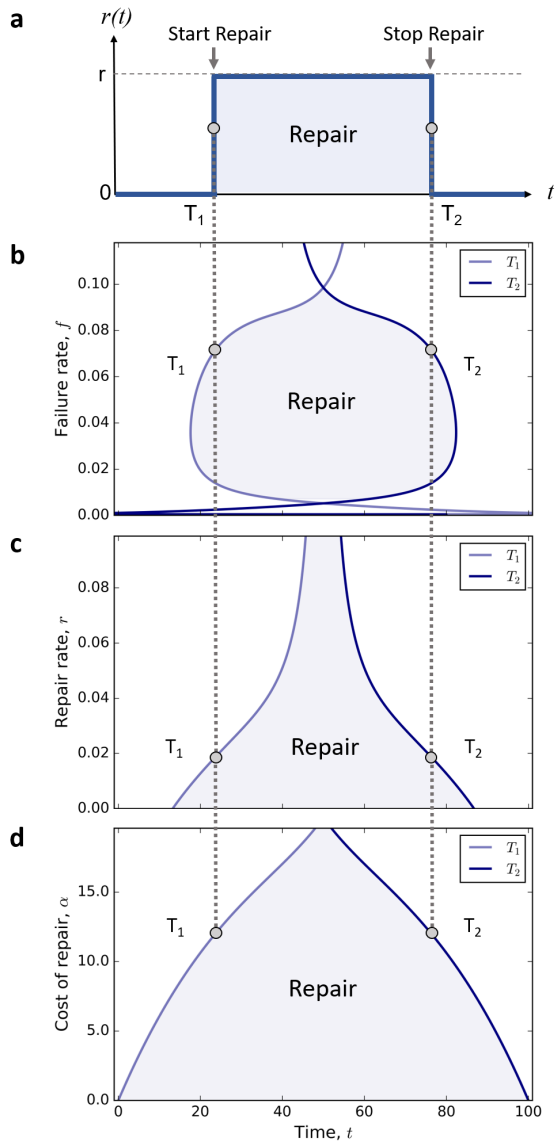 a
r(t)
Start Repair
Stop Repair
r
Repair
0
t
T1
T2
b
0.10
T1
T2
0.08
T1
T2
0.06
Repair
0.04
0.02
0.00
Failure rate, f
c
T1
T2
0.08
0.06
0.04
T1
T2
0.02
Repair
0.00
Repair rate, r
d
T1
T2
15.0
T1
T2
10.0
Repair
5.0
0.0
Cost of repair, α
0 20 40 60 80 100
Time, t